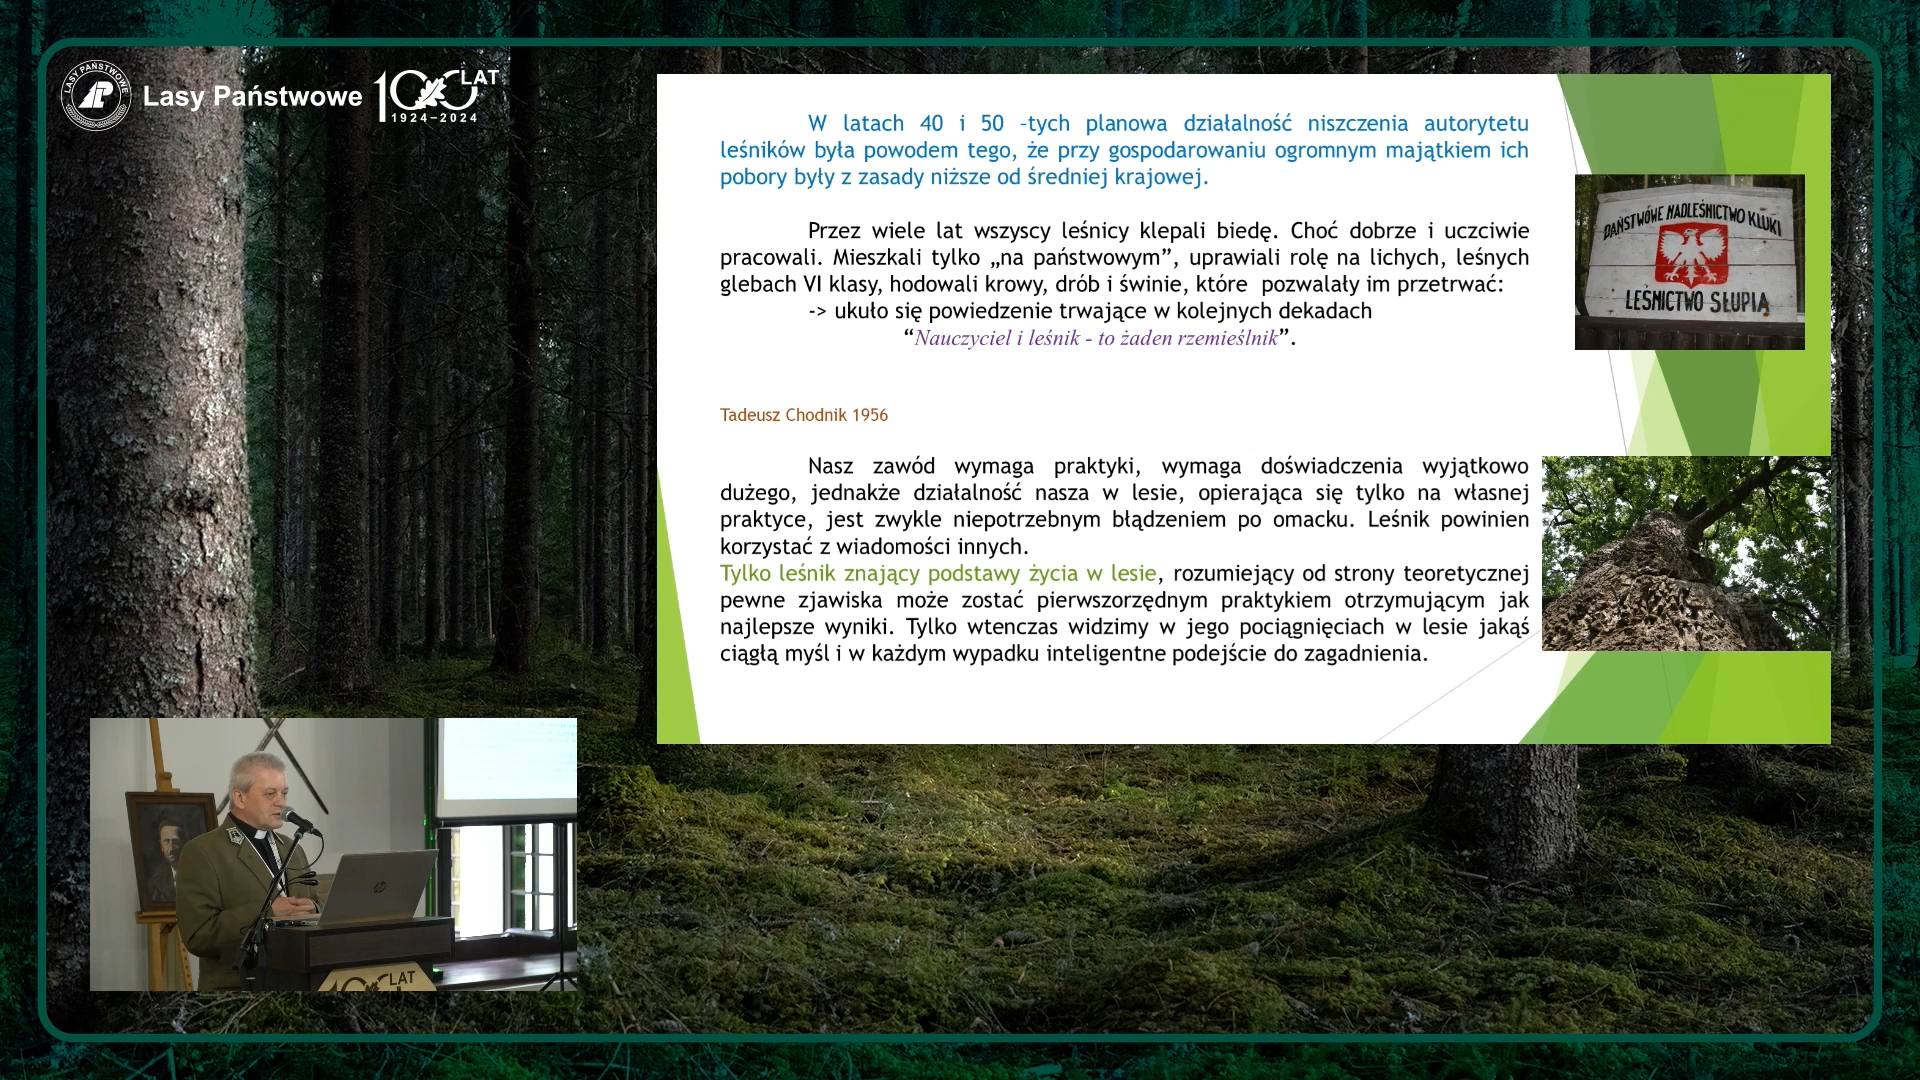 LASY PAŃSTWOWE
Lasy Państwowe
100 LAT
1924–2024
W latach 40 i 50 –tych planowa działalność niszczenia autorytetu
leśników była powodem tego, że przy gospodarowaniu ogromnym majątkiem ich
pobory były z zasady niższe od średniej krajowej.
Przez wiele lat wszyscy leśnicy klepali biedę. Choć dobrze i uczciwie
pracowali. Mieszkali tylko „na państwowym”, uprawiali rolę na lichych, leśnych
glebach VI klasy, hodowali krowy, drób i świnie, które pozwalały im przetrwać:
-> ukuło się powiedzenie trwające w kolejnych dekadach
“Nauczyciel i leśnik - to żaden rzemieślnik”.
PAŃSTWOWE NADLEŚNICTWO KLUKI
LEŚNICTWO SŁUPIA
Tadeusz Chodnik 1956
Nasz zawód wymaga praktyki, wymaga doświadczenia wyjątkowo
dużego, jednakże działalność nasza w lesie, opierająca się tylko na własnej
praktyce, jest zwykle niepotrzebnym błądzeniem po omacku. Leśnik powinien
korzystać z wiadomości innych.
Tylko leśnik znający podstawy życia w lesie, rozumiejący od strony teoretycznej
pewne zjawiska może zostać pierwszorzędnym praktykiem otrzymującym jak
najlepsze wyniki. Tylko wtenczas widzimy w jego pociągnięciach w lesie jakąś
ciągłą myśl i w każdym wypadku inteligentne podejście do zagadnienia.
hp
100 LAT